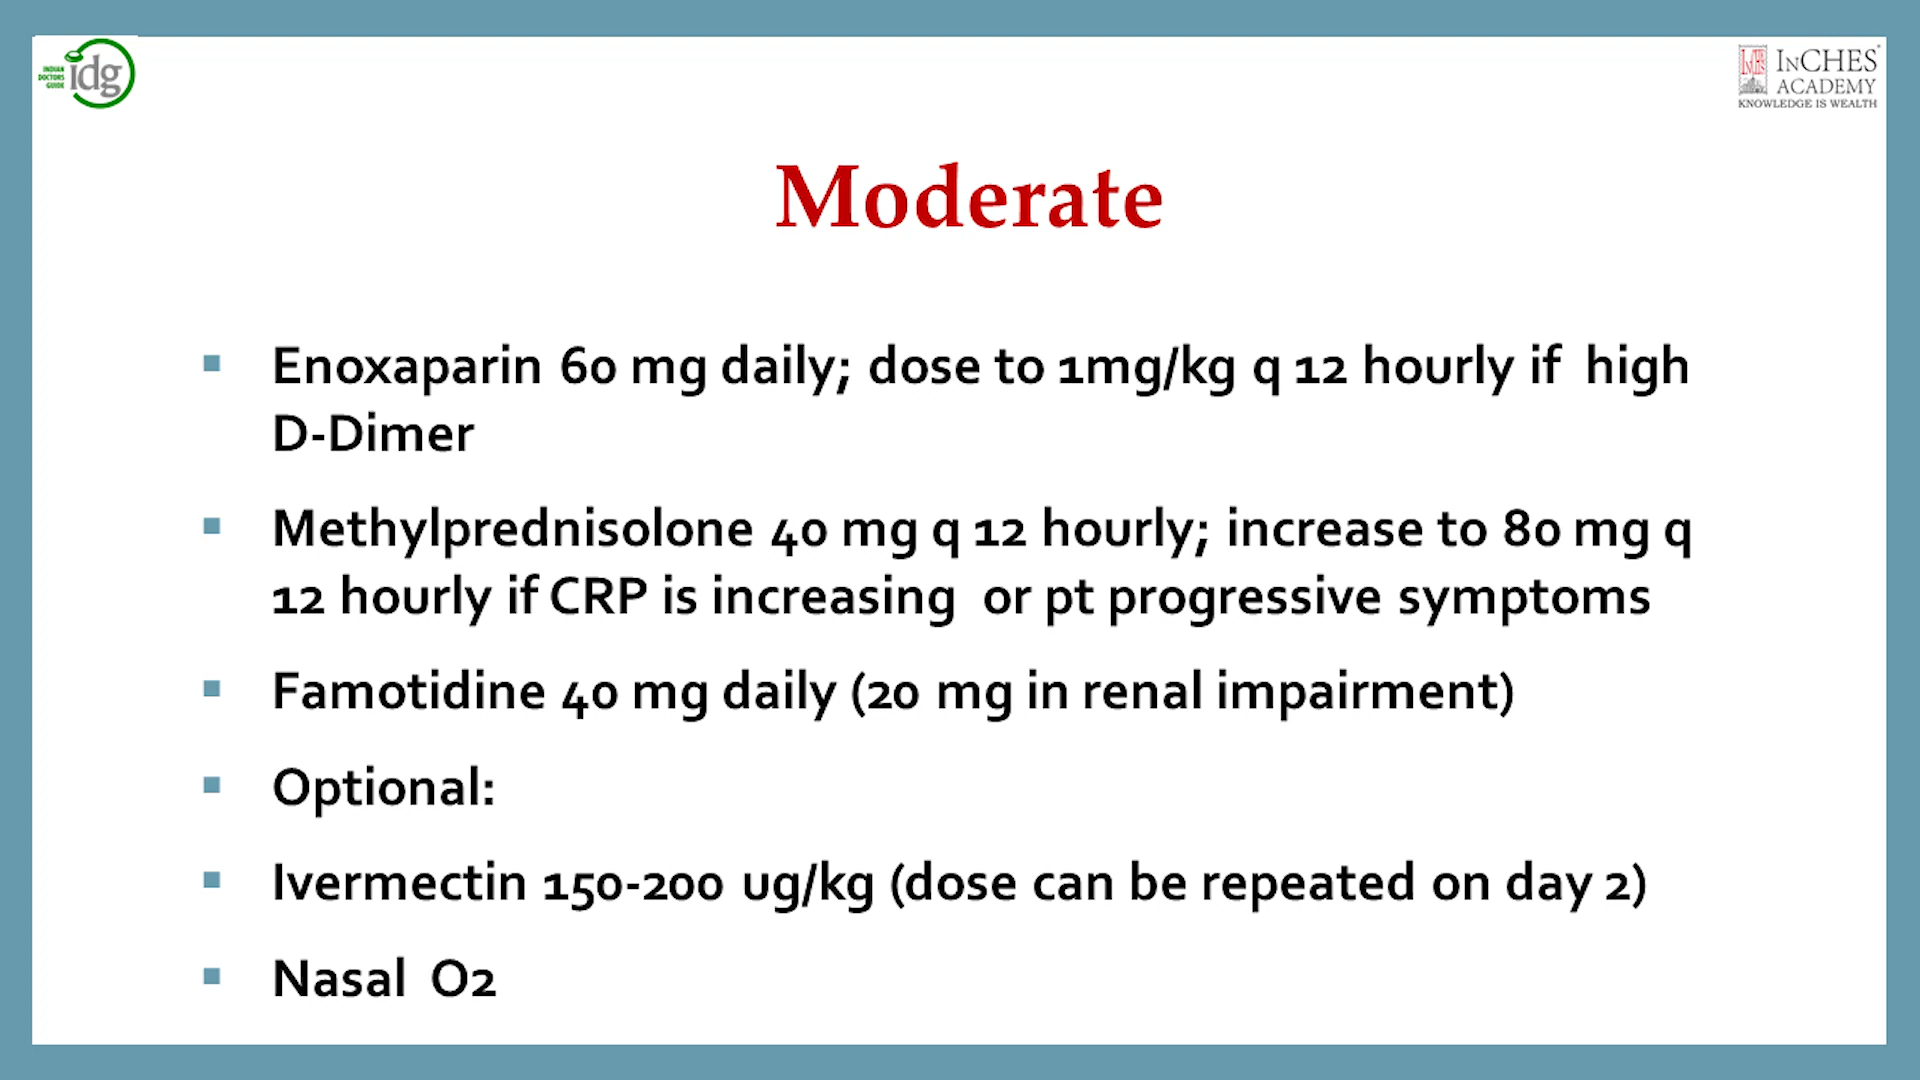 INDIAN
DOCTORS
GUIDE
idg
INCHES
ACADEMY
KNOWLEDGE IS WEALTH
Moderate
Enoxaparin 60 mg daily; dose to 1mg/kg q 12 hourly if high
D-Dimer
Methylprednisolone 40 mg q 12 hourly; increase to 80 mg q
12 hourly if CRP is increasing or pt progressive symptoms
Famotidine 40 mg daily (20 mg in renal impairment)
Optional:
Ivermectin 150-200 ug/kg (dose can be repeated on day 2)
Nasal O2